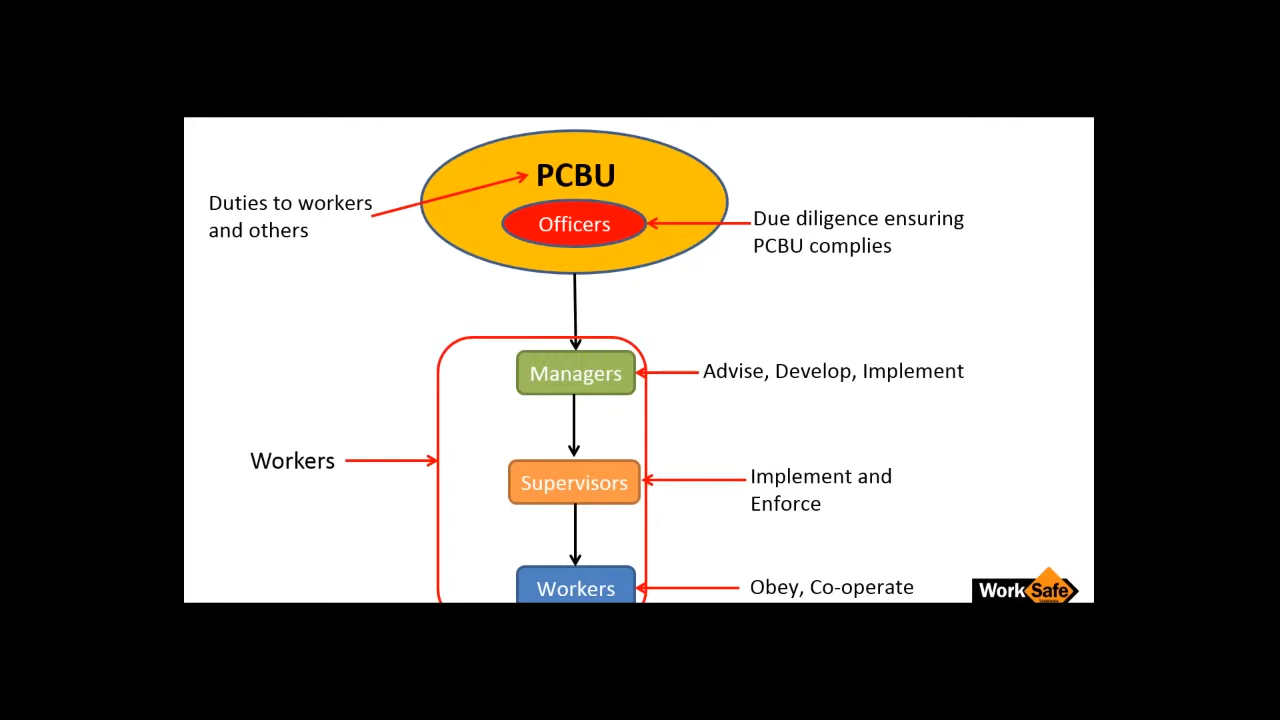 PCBU
Duties to workers
and others
Officers
Due diligence ensuring
PCBU complies
Managers
Advise, Develop, Implement
Workers
Supervisors
Implement and
Enforce
Workers
Obey, Co-operate
WorkSafe